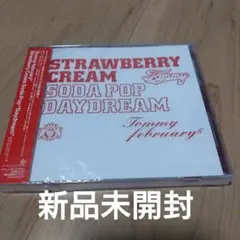 STRAWBERRY
CREAM
Tommy
SODA POP
DAYDREAM
Tommy
february6
新品未開封